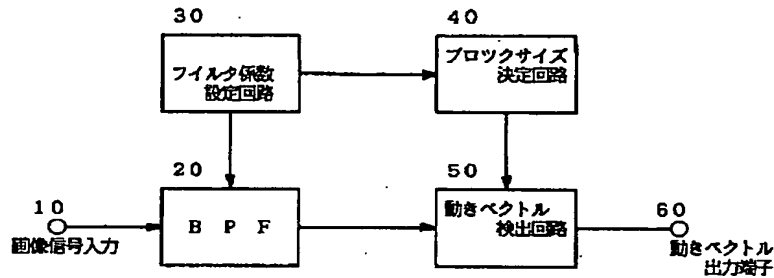 30
40
フイルタ係数
設定回路
ブロツクサイズ
決定回路
20
50
10
画像信号入力
B P F
動きベクトル
検出回路
60
動きベクトル
出力端子